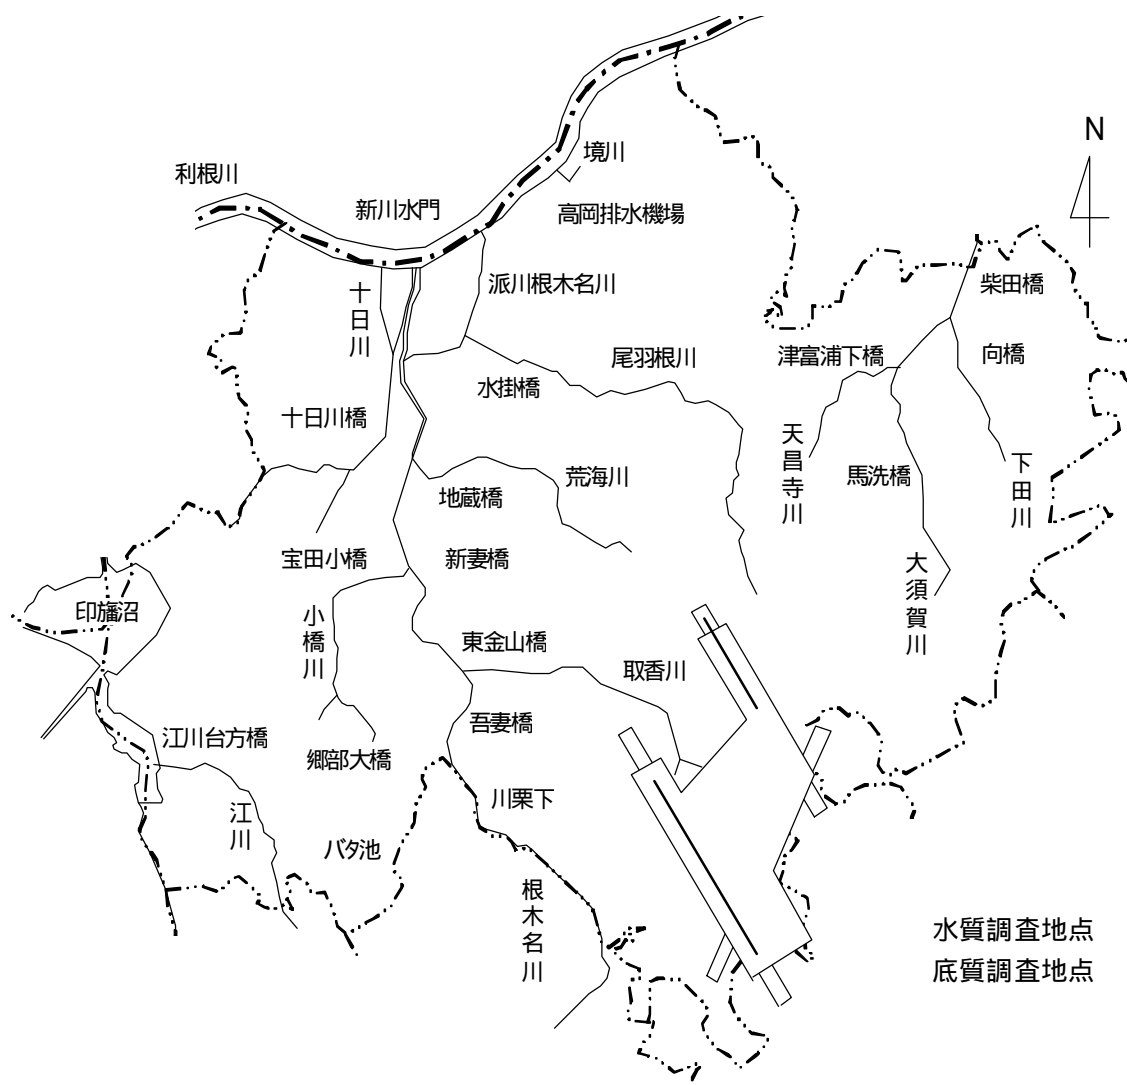 N
境川
利根川
新川水門
高岡排水機場
派川根木名川
柴田橋
十日川
尾羽根川
津富浦下橋
向橋
水掛橋
十日川橋
天昌寺川
馬洗橋
下田川
荒海川
地蔵橋
宝田小橋
新妻橋
大須賀川
印旛沼
小橋川
東金山橋
取香川
吾妻橋
江川台方橋
郷部大橋
川栗下
江川
バタ池
根木名川
水質調査地点
底質調査地点